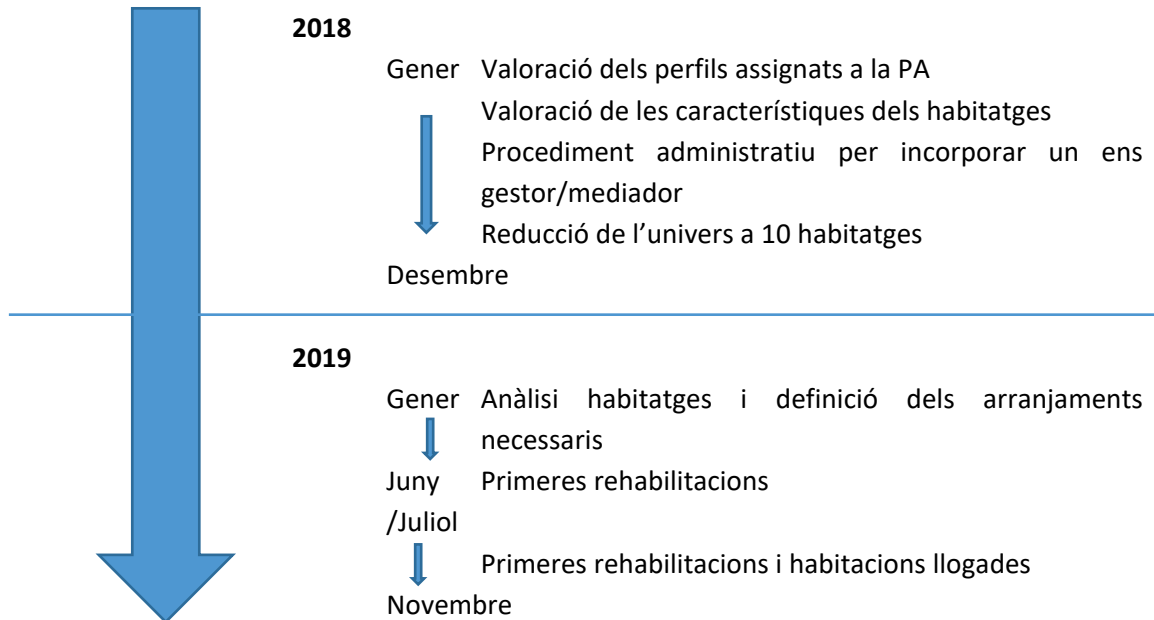 2018
Gener Valoració dels perfils assignats a la PA
Valoració de les característiques dels habitatges
Procediment administratiu per incorporar un ens
gestor/mediador
Reducció de l’univers a 10 habitatges
Desembre
2019
Gener Anàlisi habitatges i definició dels arranjaments
necessaris
Juny Primeres rehabilitacions
/Juliol
Primeres rehabilitacions i habitacions llogades
Novembre